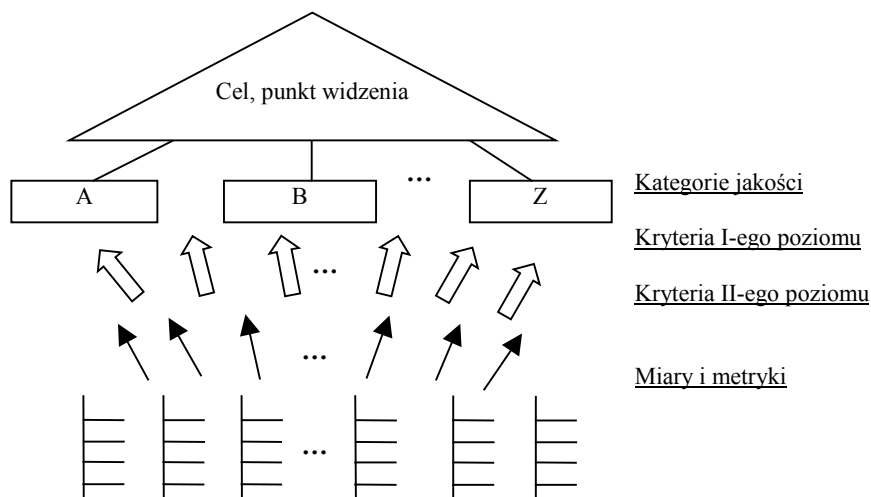 Cel, punkt widzenia
...
A
B
Z
Kategorie jakości
Kryteria I-ego poziomu
...
Kryteria II-ego poziomu
...
Miary i metryki
...